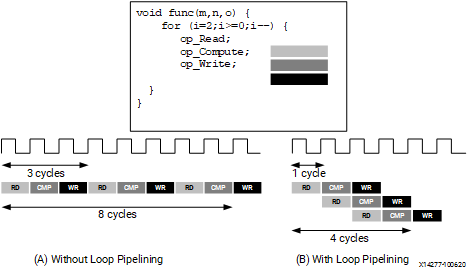 void func(m,n,o) {
for (i=2;i>=0;i--) {
op_Read;
op_Compute;
op_Write;
}
}
3 cycles
RD CMP WR RD CMP WR RD CMP WR
8 cycles
(A) Without Loop Pipelining
1 cycle
RD CMP WR
RD CMP WR
RD CMP WR
4 cycles
(B) With Loop Pipelining
X14277-100620